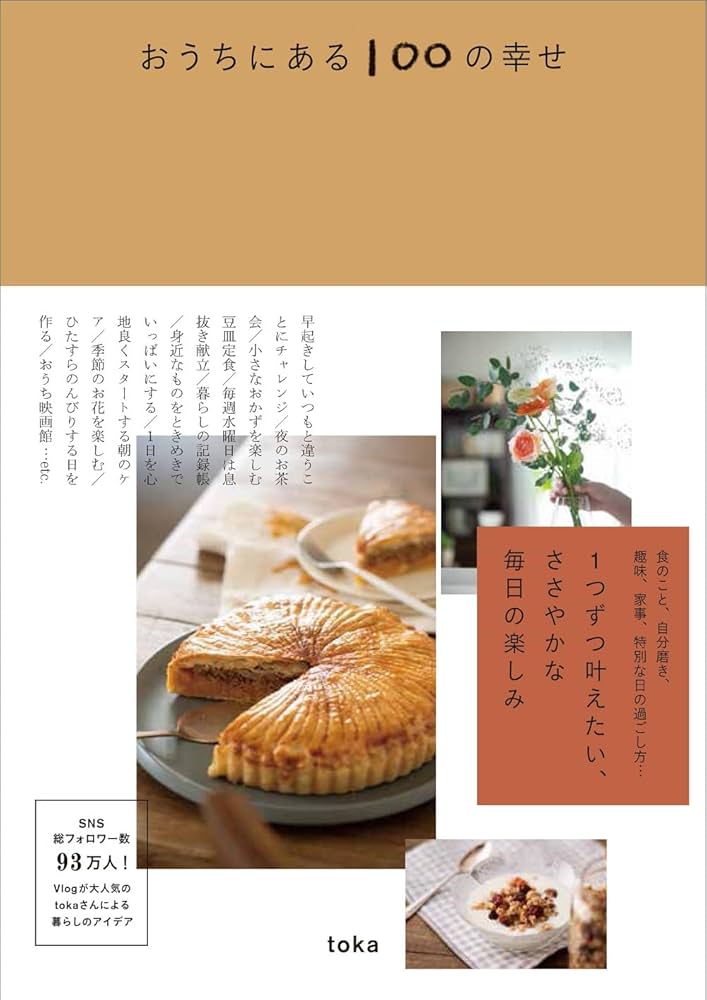 おうちにある100の幸せ
早起きしていつもと違うこ
とにチャレンジ／夜のお茶
会／小さなおかずを楽しむ
豆皿定食／毎週水曜日は息
抜き献立／暮らしの記録帳
／身近なものをときめきで
いっぱいにする／1日を心
地良くスタートする朝のケ
ア／季節のお花を楽しむ／
ひたすらのんびりする日を
作る／おうち映画館…etc.
食のこと、自分磨き、
趣味、家事、特別な日の過ごし方…
1つずつ叶えたい、
ささやかな
毎日の楽しみ
SNS
総フォロワー数
93万人！
Vlogが大人気の
tokaさんによる
暮らしのアイデア
toka